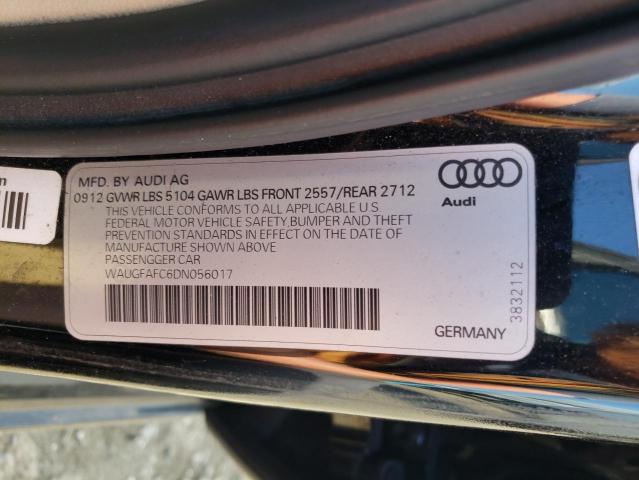 MFD. BY AUDI AG
0912 GVWR LBS 5104 GAWR LBS FRONT 2557/REAR 2712
THIS VEHICLE CONFORMS TO ALL APPLICABLE U.S.
FEDERAL MOTOR VEHICLE SAFETY,BUMPER AND THEFT
PREVENTION STANDARDS IN EFFECT ON THE DATE OF
MANUFACTURE SHOWN ABOVE
PASSENGGER CAR
WAUGFAFC6DN056017
Audi
3832112
GERMANY